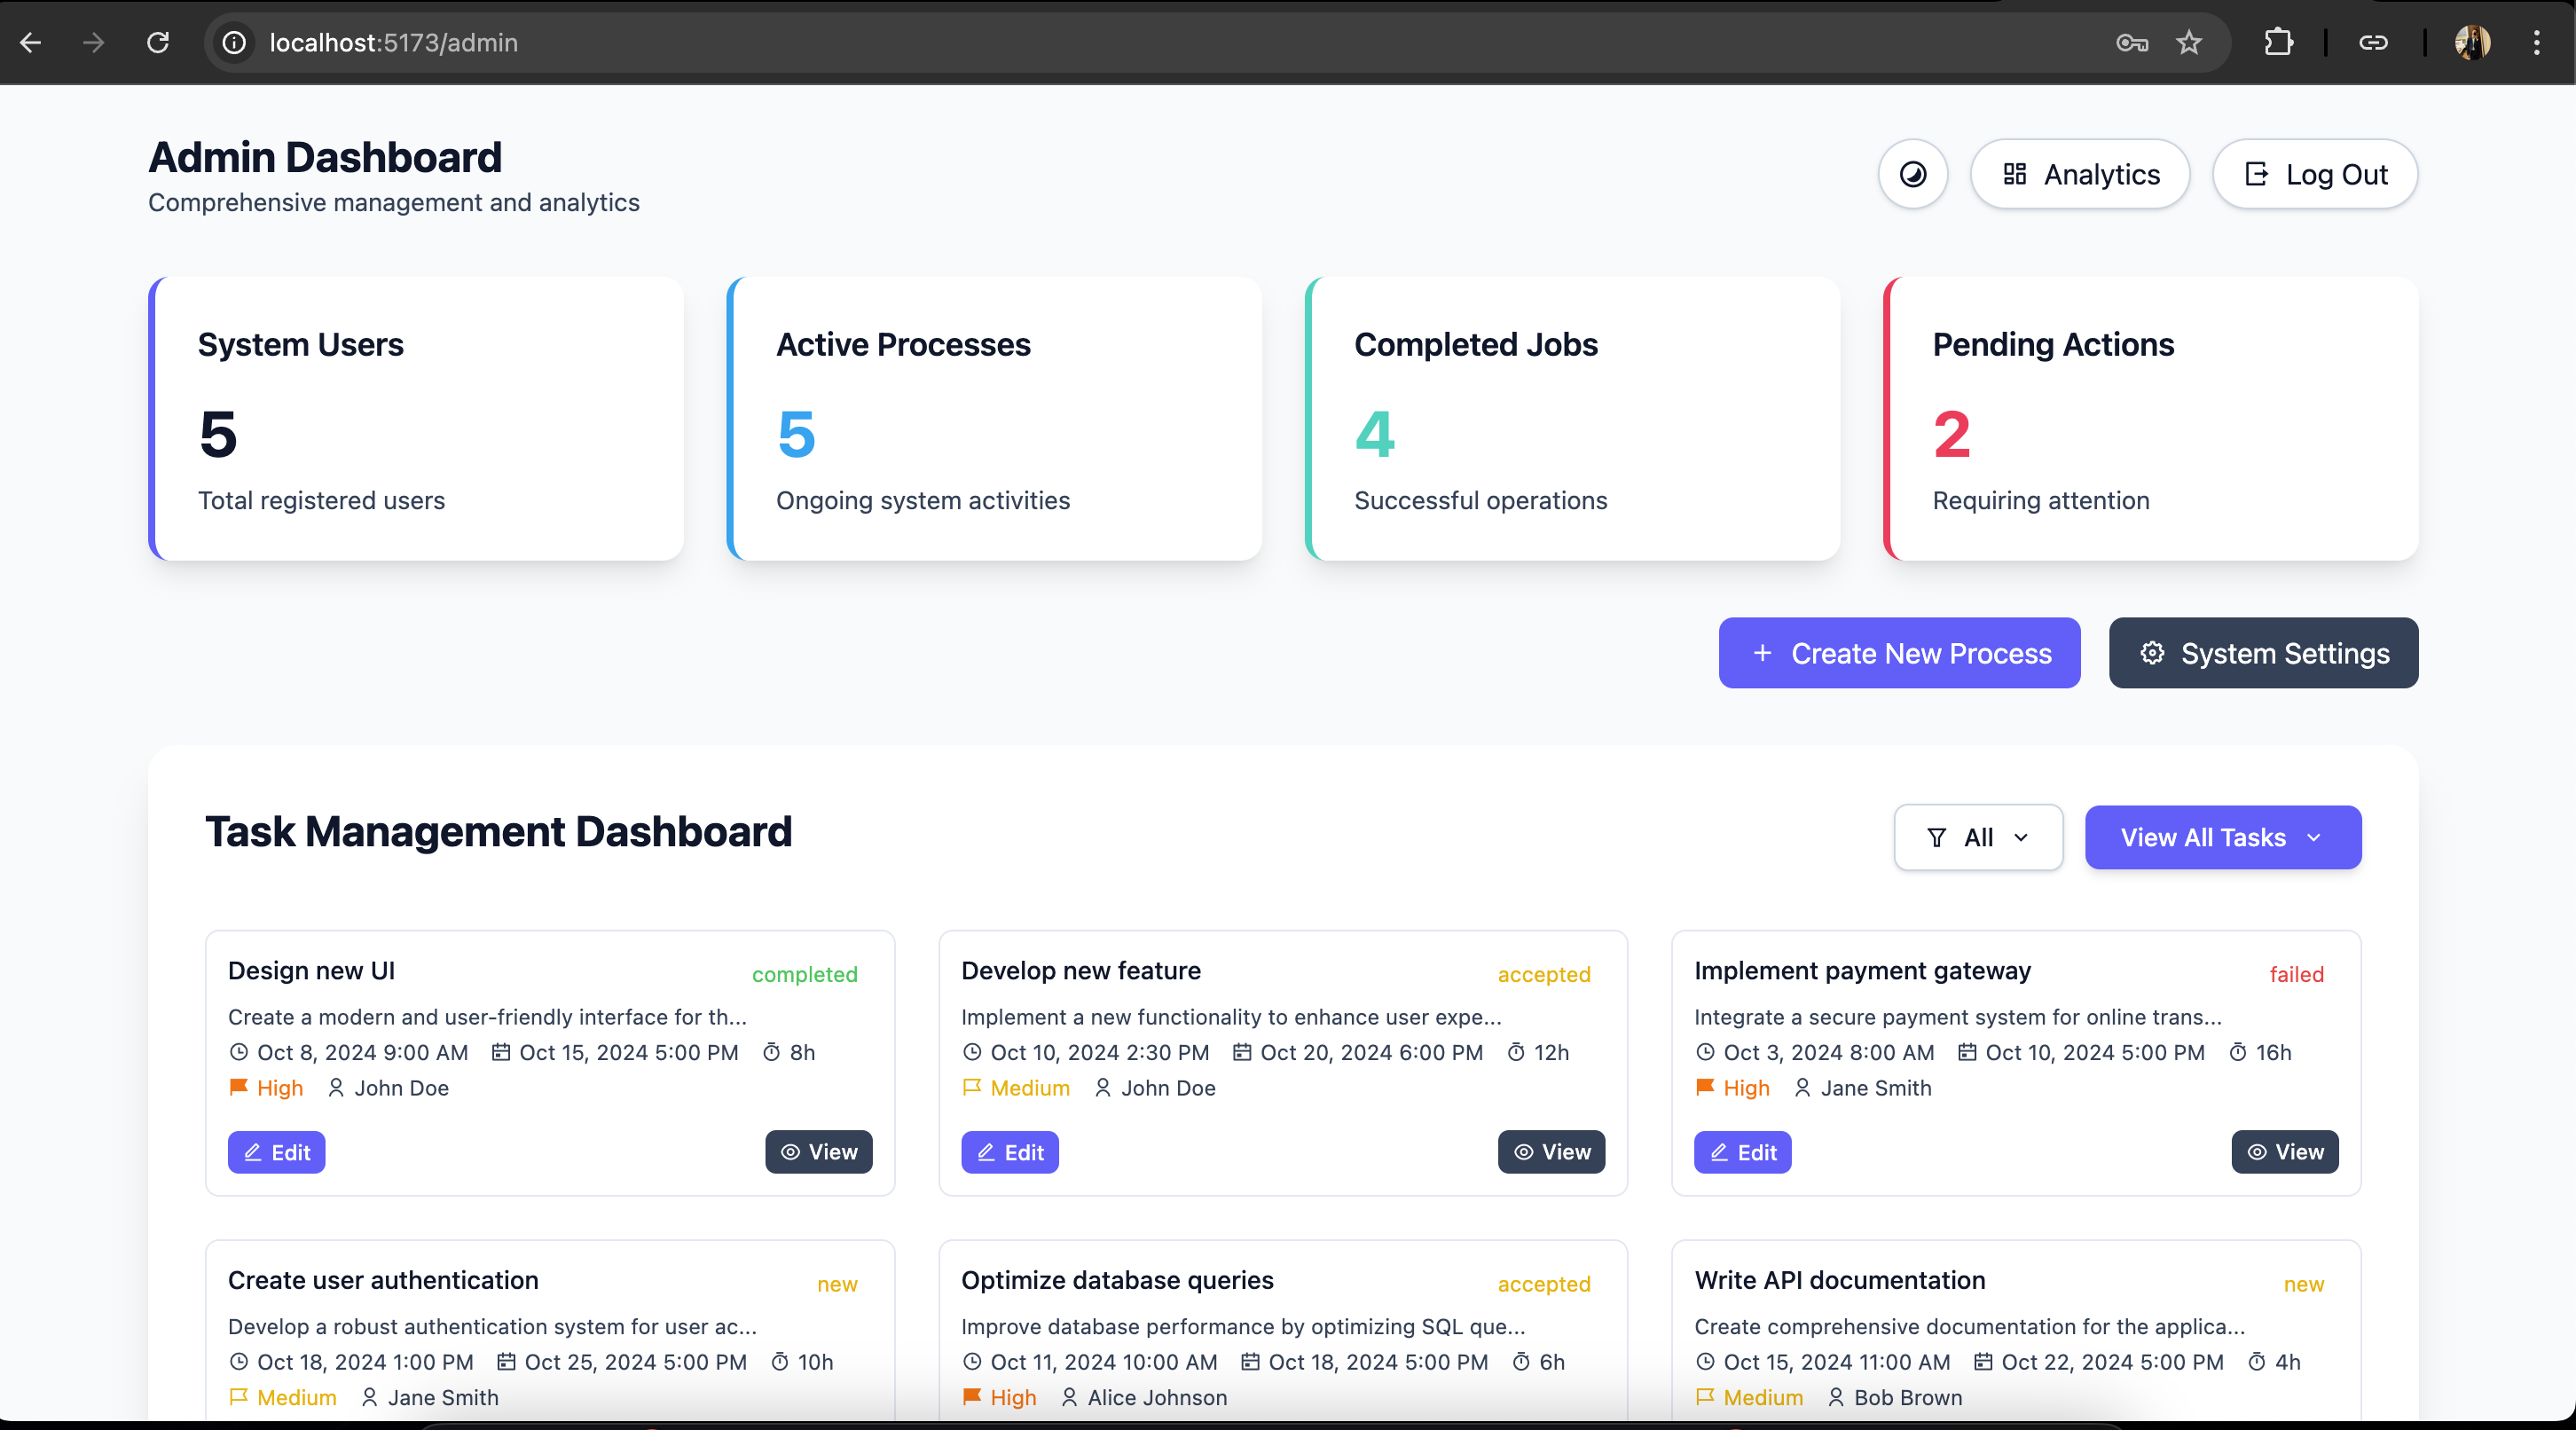 localhost:5173/admin
Admin Dashboard
Comprehensive management and analytics
Analytics
Log Out
System Users
5
Total registered users
Active Processes
5
Ongoing system activities
Completed Jobs
4
Successful operations
Pending Actions
2
Requiring attention
+ Create New Process
System Settings
Task Management Dashboard
All
View All Tasks
Design new UI
completed
Create a modern and user-friendly interface for th...
Oct 8, 2024 9:00 AM Oct 15, 2024 5:00 PM 8h
High John Doe
Edit View
Develop new feature
accepted
Implement a new functionality to enhance user expe...
Oct 10, 2024 2:30 PM Oct 20, 2024 6:00 PM 12h
Medium John Doe
Edit View
Implement payment gateway
failed
Integrate a secure payment system for online trans...
Oct 3, 2024 8:00 AM Oct 10, 2024 5:00 PM 16h
High Jane Smith
Edit View
Create user authentication
new
Develop a robust authentication system for user ac...
Oct 18, 2024 1:00 PM Oct 25, 2024 5:00 PM 10h
Medium Jane Smith
Optimize database queries
accepted
Improve database performance by optimizing SQL que...
Oct 11, 2024 10:00 AM Oct 18, 2024 5:00 PM 6h
High Alice Johnson
Write API documentation
new
Create comprehensive documentation for the applica...
Oct 15, 2024 11:00 AM Oct 22, 2024 5:00 PM 4h
Medium Bob Brown